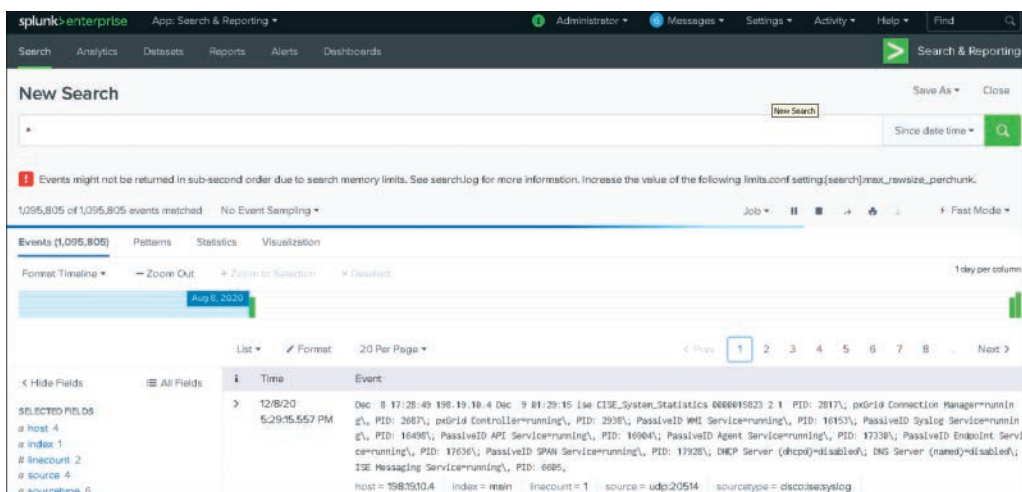 splunk>enterprise App: Search & Reporting ▾ Administrator ▾ 6 Messages ▾ Settings ▾ Activity ▾ Help ▾ Find
Search Analytics Datasets Reports Alerts Dashboards Search & Reporting
New Search Save As ▾ Close
New Search
* Since date time ▾
! Events might not be returned in sub-second order due to search memory limits. See search.log for more information. Increase the value of the following limits.conf setting:[search]:max_rawsize_perchunk.
1,095,805 of 1,095,805 events matched No Event Sampling ▾ Job ▾ Fast Mode ▾
Events (1,095,805) Patterns Statistics Visualization
Format Timeline ▾ — Zoom Out + Zoom to Selection × Deselect 1 day per column
Aug 8, 2020
List ▾ Format 20 Per Page ▾ < Prev 1 2 3 4 5 6 7 8 ... Next >
< Hide Fields All Fields i Time Event
SELECTED FIELDS
a host 4
a index 1
# linecount 2
a source 4
a sourcetype 6
> 12/8/20
5:29:15.557 PM
Dec 8 17:28:49 198.19.10.4 Dec 9 01:29:15 ise CISE_System_Statistics 0000015823 2 1 PID: 2817\; pxGrid Connection Manager=runnin
g\, PID: 2687\; pxGrid Controller=running\, PID: 2938\; PassiveID WMI Service=running\, PID: 16153\; PassiveID Syslog Service=runnin
g\, PID: 16498\; PassiveID API Service=running\, PID: 16904\; PassiveID Agent Service=running\, PID: 17330\; PassiveID Endpoint Servi
ce=running\, PID: 17636\; PassiveID SPAN Service=running\, PID: 17928\; DHCP Server (dhcpd)=disabled\; DNS Server (named)=disabled\;
ISE Messaging Service=running\, PID: 6605,
host = 198.19.10.4 index = main linecount = 1 source = udp:20514 sourcetype = cisco:ise:syslog